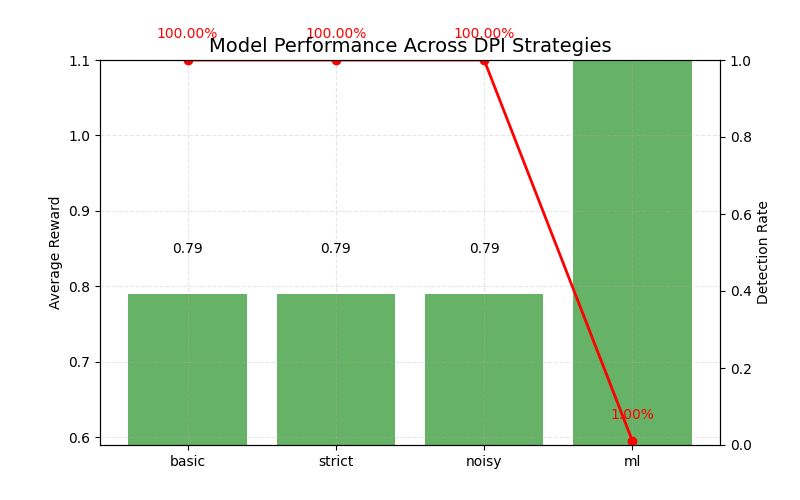 100.00% 100.00% 100.00%
Model Performance Across DPI Strategies
1.1 1.0
1.0 0.8
0.9 0.6
0.79 0.79 0.79
Average Reward
Detection Rate
0.8 0.4
0.7 0.2
1.00%
0.6 0.0
basic strict noisy ml